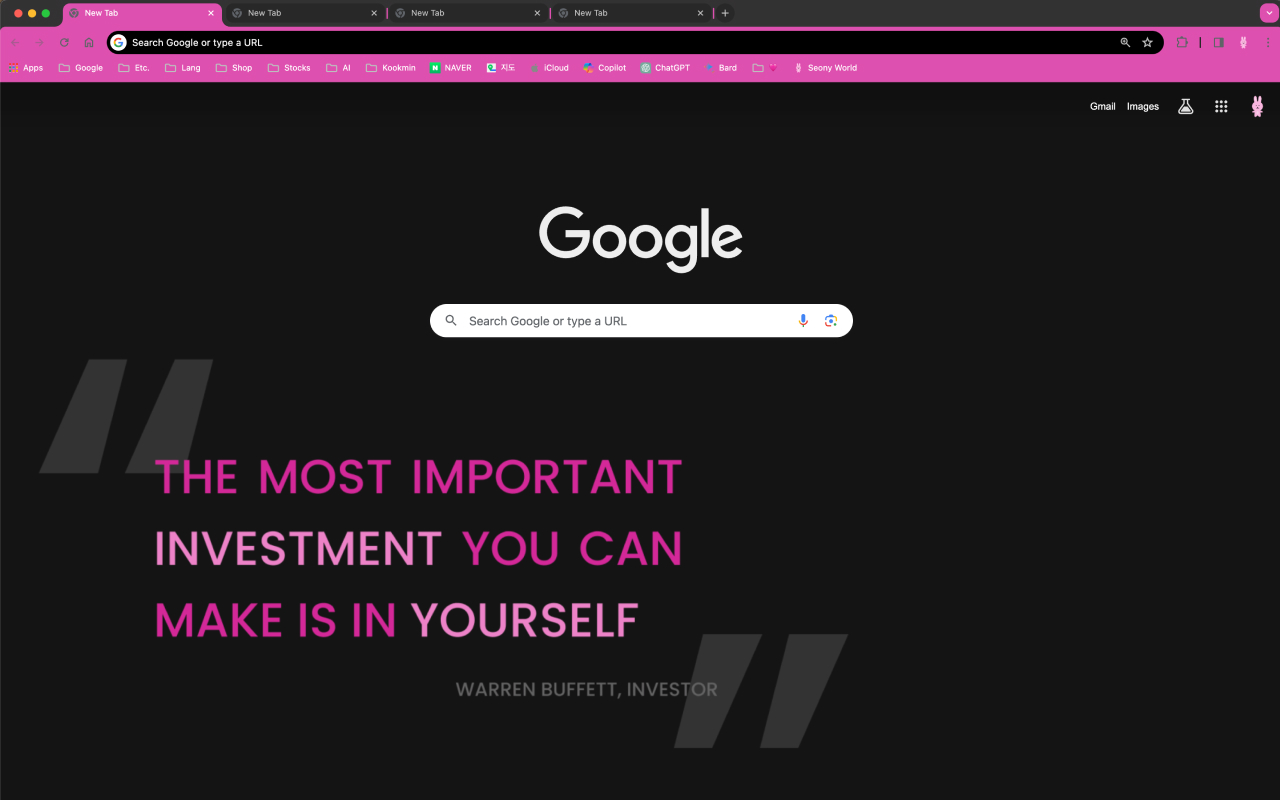 New Tab New Tab New Tab New Tab
Search Google or type a URL
Apps Google Etc. Lang Shop Stocks AI Kookmin NAVER 지도 iCloud Copilot ChatGPT Bard Seony World
Gmail Images
Google
Search Google or type a URL
THE MOST IMPORTANT
INVESTMENT YOU CAN
MAKE IS IN YOURSELF
WARREN BUFFETT, INVESTOR